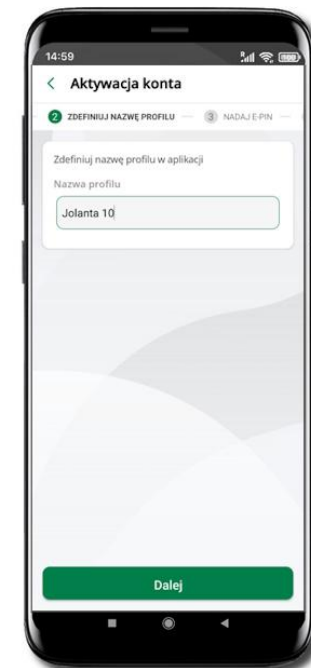 14:59
Aktywacja konta
2 ZDEFINIUJ NAZWĘ PROFILU
3 NADAJ E-PIN
Zdefiniuj nazwę profilu w aplikacji
Nazwa profilu
Jolanta 10
Dalej